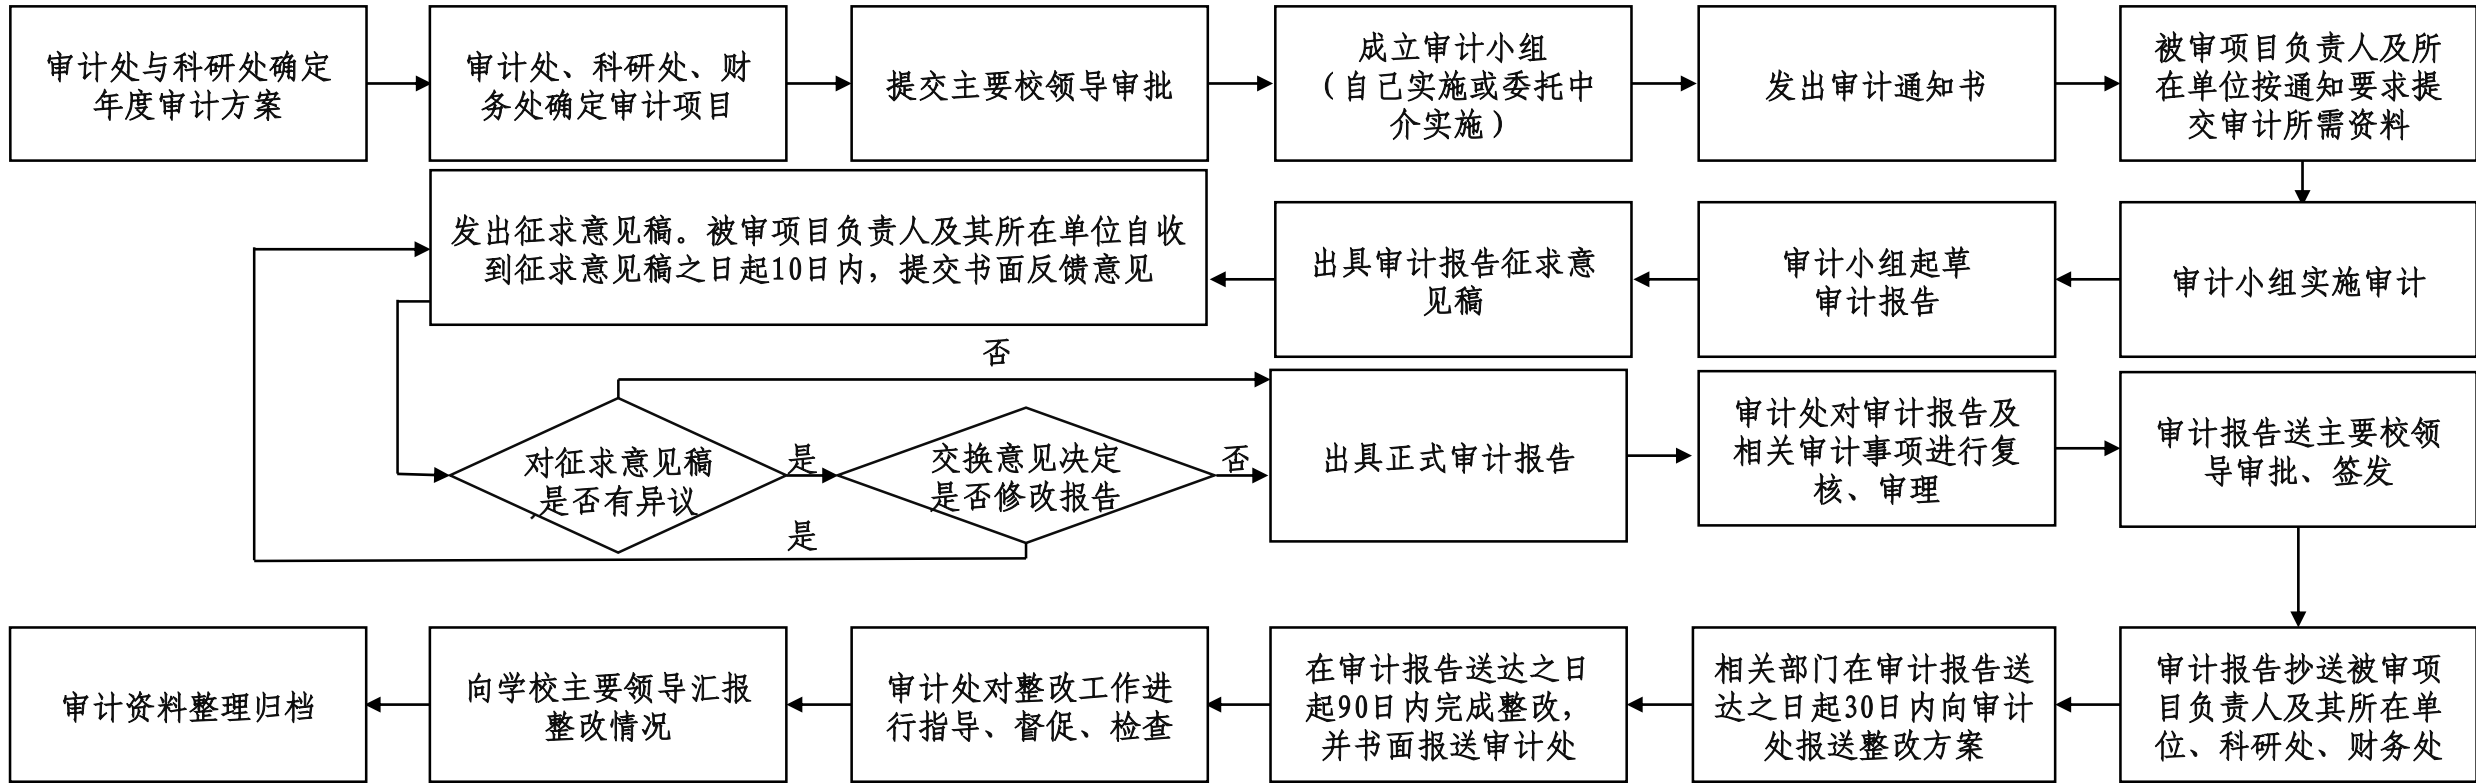 审计处与科研处确定
年度审计方案
审计处、科研处、财
务处确定审计项目
提交主要校领导审批
成立审计小组
（自己实施或委托中
介实施）
发出审计通知书
被审项目负责人及所
在单位按通知要求提
交审计所需资料
审计小组实施审计
审计小组起草
审计报告
出具审计报告征求意
见稿
发出征求意见稿。被审项目负责人及其所在单位自收
到征求意见稿之日起10日内，提交书面反馈意见
对征求意见稿
是否有异议
否
是
交换意见决定
是否修改报告
是
否
出具正式审计报告
审计处对审计报告及
相关审计事项进行复
核、审理
审计报告送主要校领
导审批、签发
审计报告抄送被审项
目负责人及其所在单
位、科研处、财务处
相关部门在审计报告送
达之日起30日内向审计
处报送整改方案
在审计报告送达之日
起90日内完成整改，
并书面报送审计处
审计处对整改工作进
行指导、督促、检查
向学校主要领导汇报
整改情况
审计资料整理归档